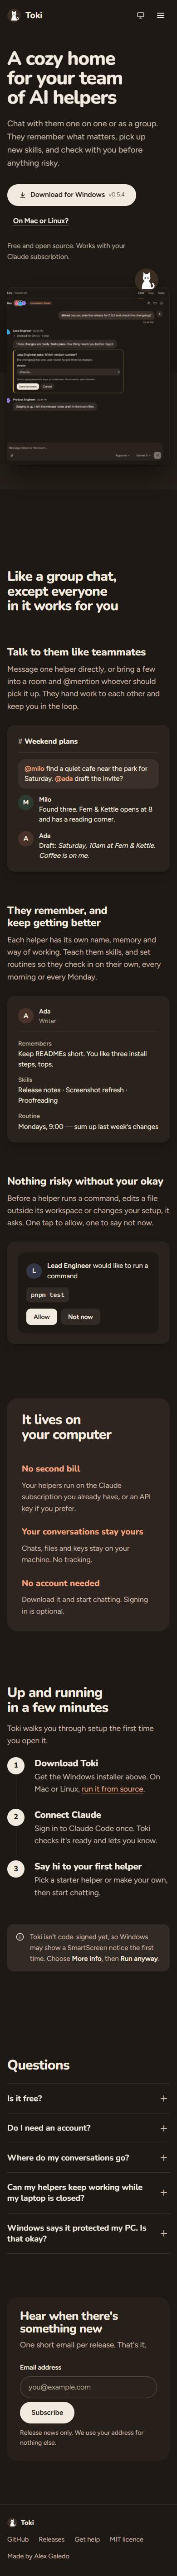 Toki
A cozy home
for your team
of AI helpers
Chat with them one on one or as a group.
They remember what matters, pick up
new skills, and check with you before
anything risky.
Download for Windows v0.5.4
On Mac or Linux?
Free and open source. Works with your
Claude subscription.
Like a group chat,
except everyone
in it works for you
Talk to them like teammates
Message one helper directly, or bring a few
into a room and @mention whoever should
pick it up. They hand work to each other and
keep you in the loop.
# Weekend plans
@milo find a quiet cafe near the park for
Saturday. @ada draft the invite?
M
Milo
Found three. Fern & Kettle opens at 8
and has a reading corner.
A
Ada
Draft: Saturday, 10am at Fern & Kettle.
Coffee is on me.
They remember, and
keep getting better
Each helper has its own name, memory and
way of working. Teach them skills, and set
routines so they check in on their own, every
morning or every Monday.
A
Ada
Writer
Remembers
Keep READMEs short. You like three install
steps, tops.
Skills
Release notes · Screenshot refresh ·
Proofreading
Routine
Mondays, 9:00 — sum up last week's changes
Nothing risky without your okay
Before a helper runs a command, edits a file
outside its workspace or changes your setup, it
asks. One tap to allow, one to say not now.
L
Lead Engineer would like to run a
command
pnpm test
Allow
Not now
It lives on
your computer
No second bill
Your helpers run on the Claude
subscription you already have, or an API
key if you prefer.
Your conversations stay yours
Chats, files and keys stay on your
machine. No tracking.
No account needed
Download it and start chatting. Signing
in is optional.
Up and running
in a few minutes
Toki walks you through setup the first time
you open it.
1
Download Toki
Get the Windows installer above. On
Mac or Linux, run it from source.
2
Connect Claude
Sign in to Claude Code once. Toki
checks it's ready and lets you know.
3
Say hi to your first helper
Pick a starter helper or make your own,
then start chatting.
Toki isn't code-signed yet, so Windows
may show a SmartScreen notice the first
time. Choose More info, then Run anyway.
Questions
Is it free?
Do I need an account?
Where do my conversations go?
Can my helpers keep working while
my laptop is closed?
Windows says it protected my PC. Is
that okay?
Hear when there's
something new
One short email per release. That's it.
Email address
you@example.com
Subscribe
Release news only. We use your address for
nothing else.
Toki
GitHub Releases Get help MIT licence
Made by Alex Galedo